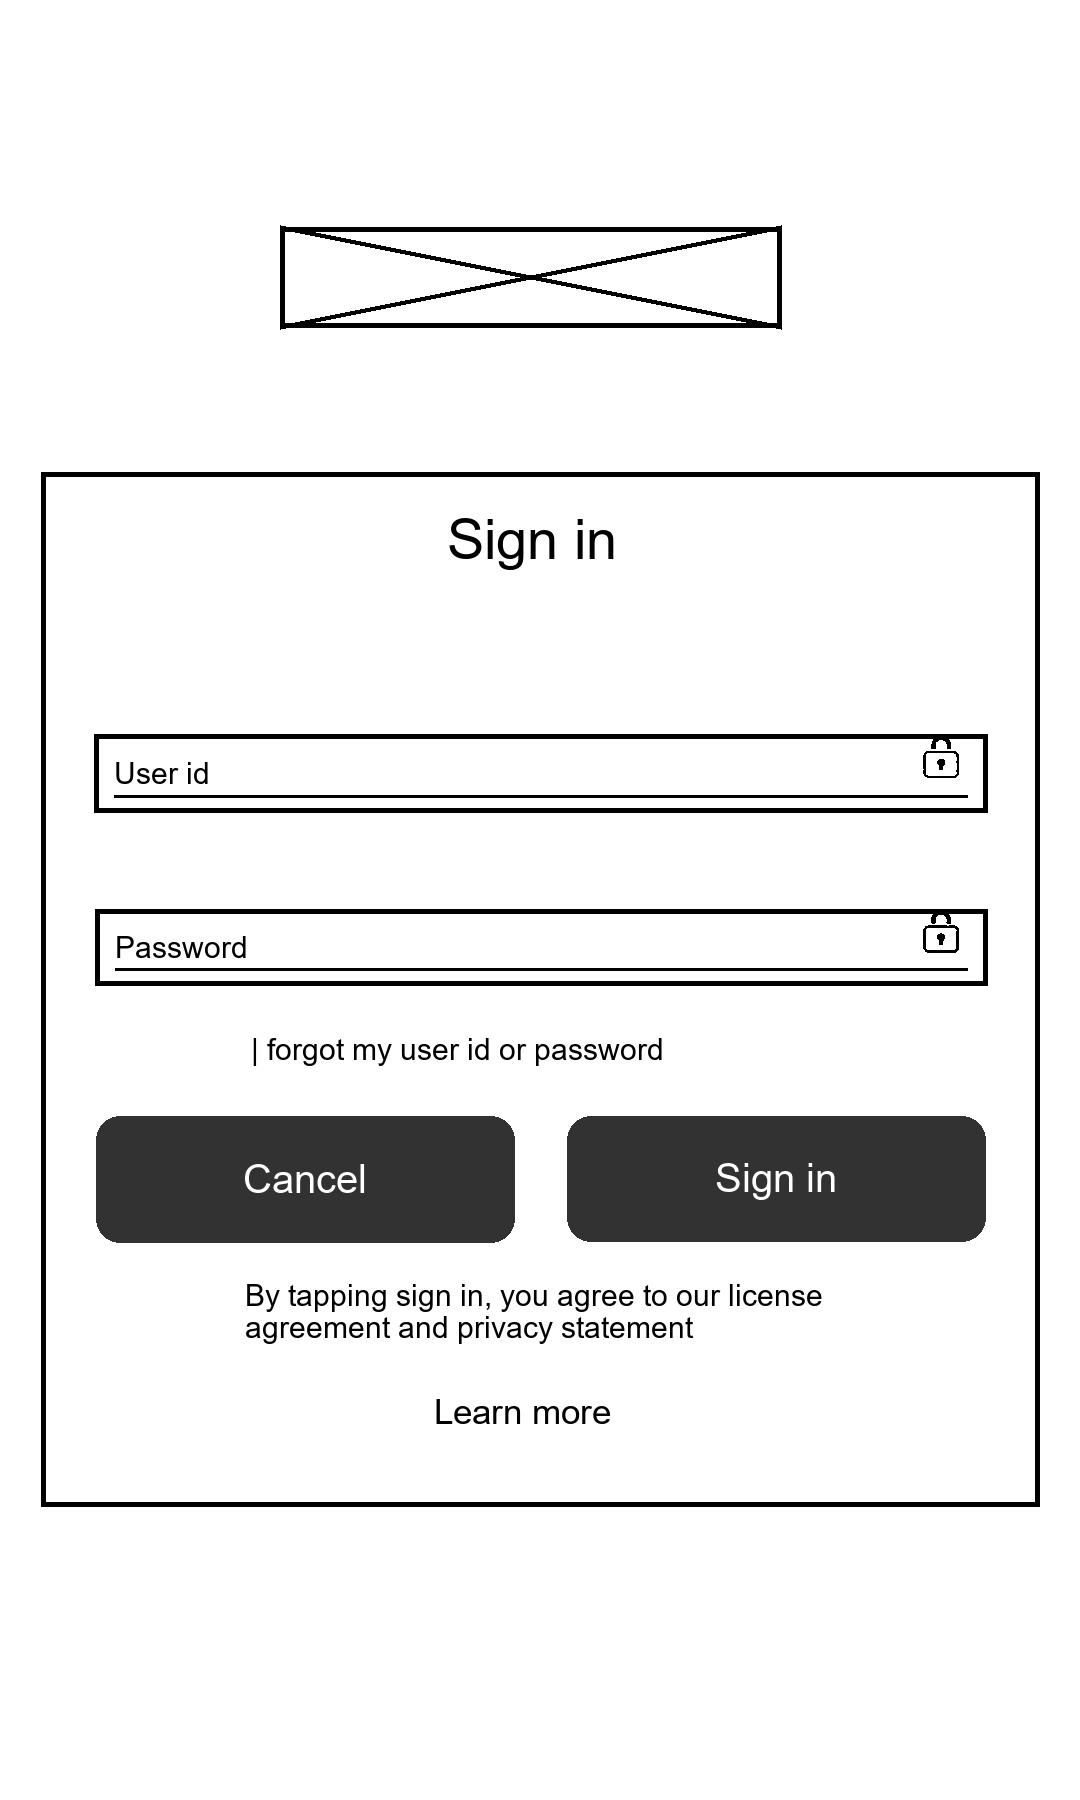 Sign in
User id
Password
| forgot my user id or password
Cancel
Sign in
By tapping sign in, you agree to our license
agreement and privacy statement
Learn more